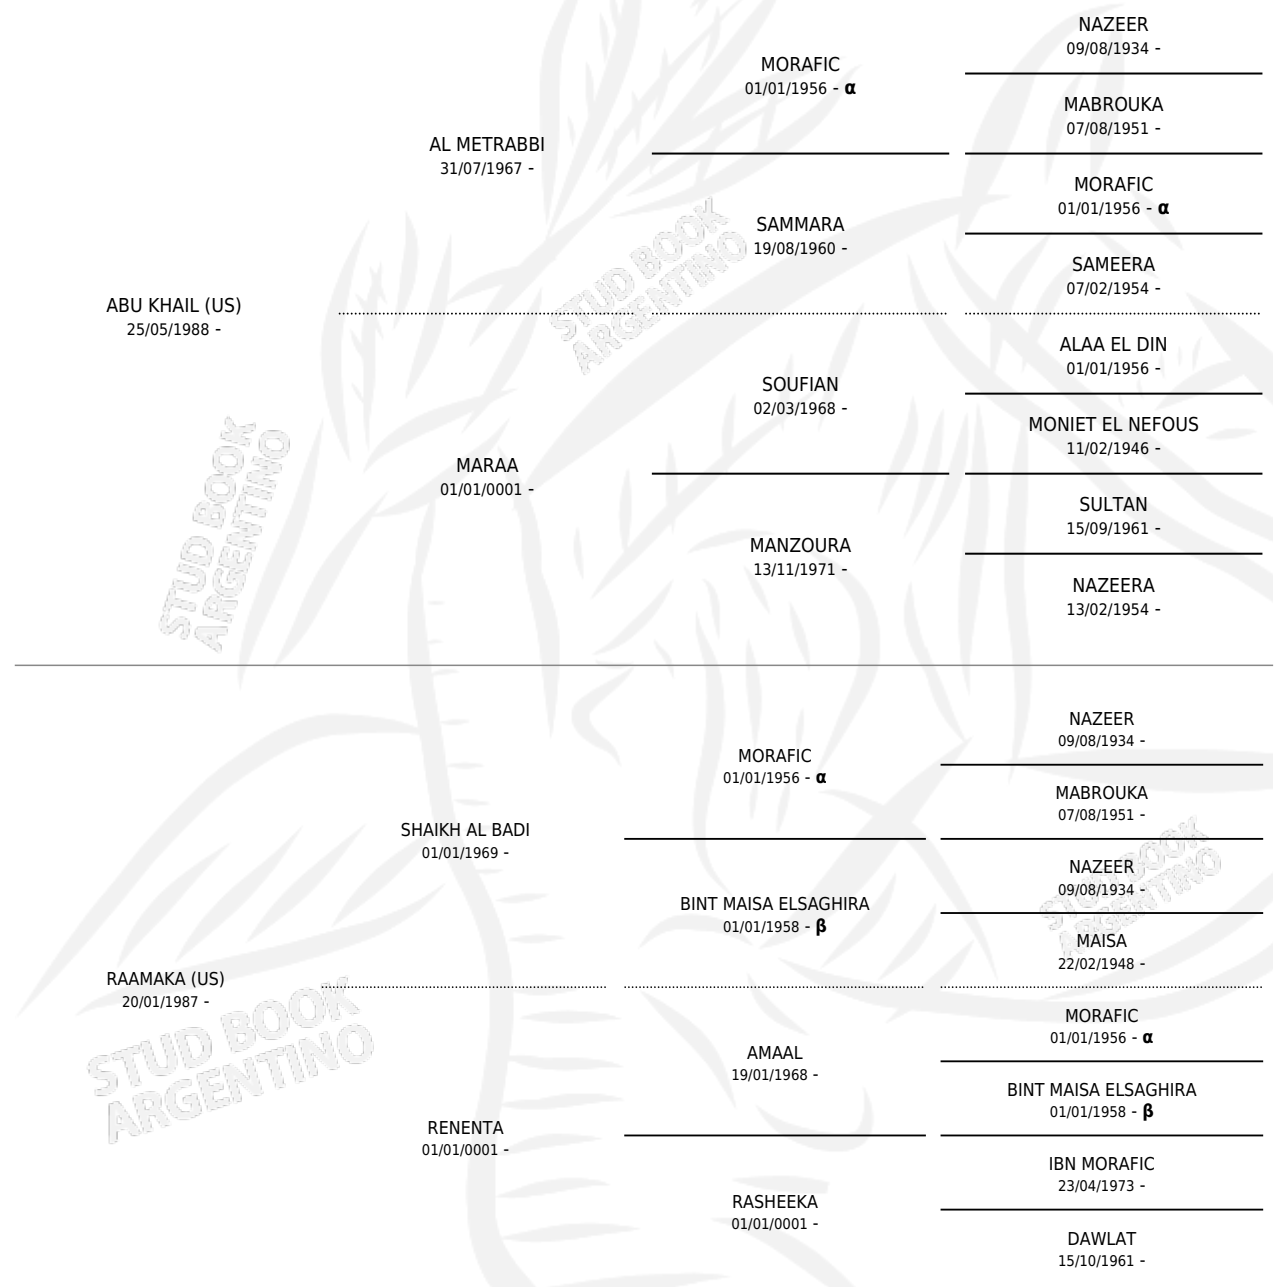 NAZEER
09/08/1934 -
MORAFIC
01/01/1956 - α
MABROUKA
07/08/1951 -
AL METRABBI
31/07/1967 -
MORAFIC
01/01/1956 - α
SAMMARA
19/08/1960 -
SAMEERA
07/02/1954 -
ABU KHAIL (US)
25/05/1988 -
ALAA EL DIN
01/01/1956 -
SOUFIAN
02/03/1968 -
MONIET EL NEFOUS
11/02/1946 -
MARAA
01/01/0001 -
SULTAN
15/09/1961 -
MANZOURA
13/11/1971 -
NAZEERA
13/02/1954 -
NAZEER
09/08/1934 -
MORAFIC
01/01/1956 - α
MABROUKA
07/08/1951 -
SHAIKH AL BADI
01/01/1969 -
NAZEER
09/08/1934 -
BINT MAISA ELSAGHIRA
01/01/1958 - β
MAISA
22/02/1948 -
RAAMAKA (US)
20/01/1987 -
MORAFIC
01/01/1956 - α
AMAAL
19/01/1968 -
BINT MAISA ELSAGHIRA
01/01/1958 - β
RENENTA
01/01/0001 -
IBN MORAFIC
23/04/1973 -
RASHEEKA
01/01/0001 -
DAWLAT
15/10/1961 -
STUD BOOK
ARGENTINO
STUD BOOK
ARGENTINO
STUD BOOK
ARGENTINO
STUD BOOK
ARGENTINO